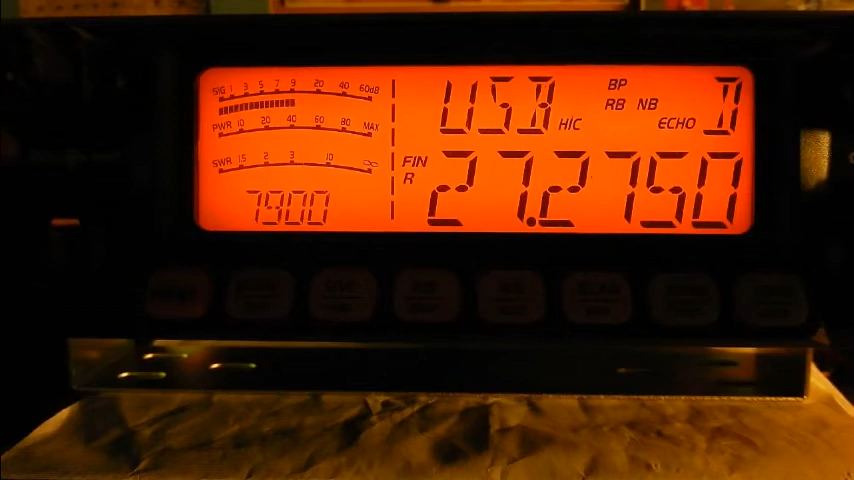 SIG 1 3 5 7 9 20 40 60dB
PWR 10 20 40 60 80 MAX
SWR 1.5 2 3 10 ∞
7900
USB HIC
BP
RB NB
ECHO D
FIN
R
27.2750